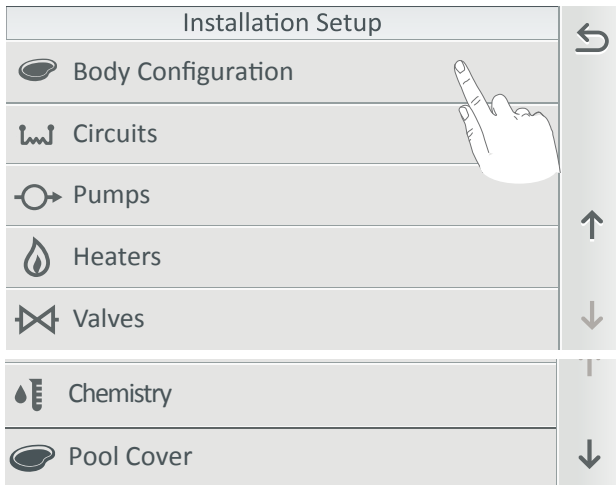 Installation Setup
Body Configuration
Circuits
Pumps
Heaters
Valves
Chemistry
Pool Cover